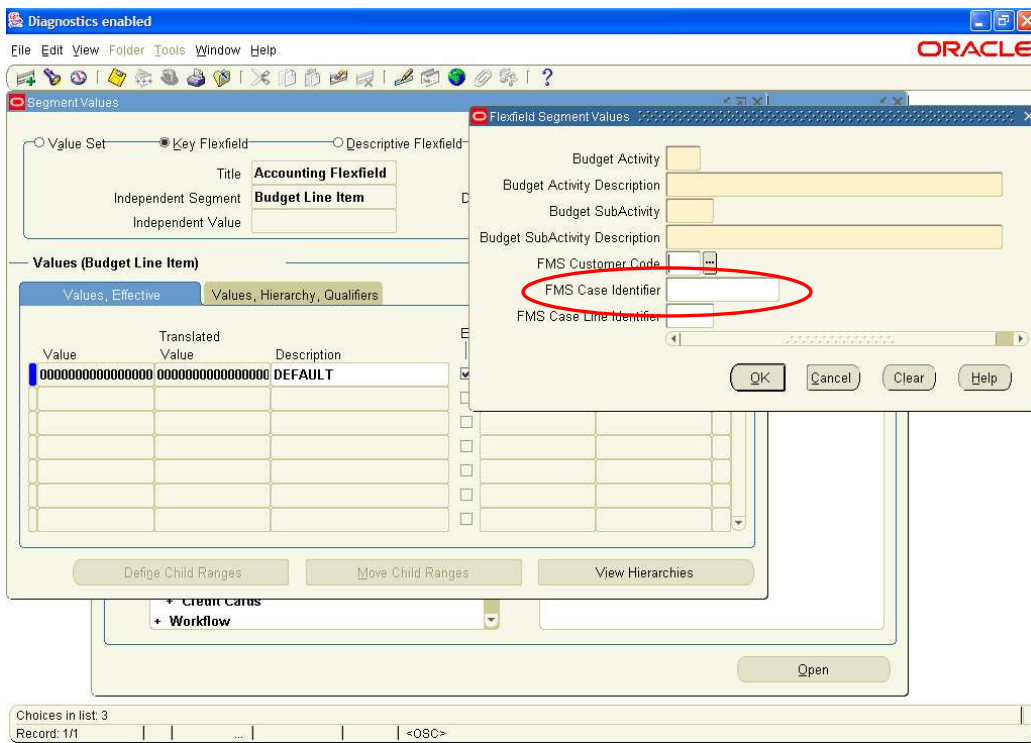 Diagnostics enabled
File Edit View Folder Tools Window Help
ORACLE
Segment Values
Value Set Key Flexfield Descriptive Flexfield
Title Accounting Flexfield
Independent Segment Budget Line Item D
Independent Value
Values (Budget Line Item)
Values, Effective Values, Hierarchy, Qualifiers
Translated
Value Value Description
0000000000000000 0000000000000000 DEFAULT
Define Child Ranges Move Child Ranges View Hierarchies
Flexfield Segment Values
Budget Activity
Budget Activity Description
Budget SubActivity
Budget SubActivity Description
FMS Customer Code ...
FMS Case Identifier
FMS Case Line Identifier
OK Cancel Clear Help
+ Credit Cards
+ Workflow
Open
Choices in list: 3
Record: 1/1 ... <OSC>